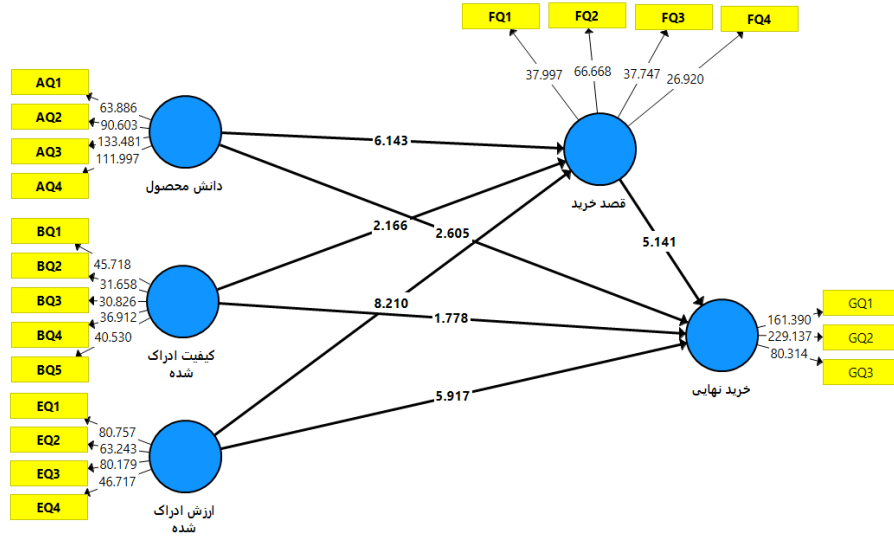 FQ1
FQ2
FQ3
FQ4
37.997
66.668
37.747
26.920
AQ1
AQ2
AQ3
AQ4
63.886
90.603
133.481
111.997
دانش محصول
6.143
قصد خرید
BQ1
BQ2
BQ3
BQ4
BQ5
45.718
31.658
30.826
36.912
40.530
کیفیت ادراک
شده
2.166
2.605
5.141
8.210
1.778
GQ1
GQ2
GQ3
161.390
229.137
80.314
خرید نهایی
EQ1
EQ2
EQ3
EQ4
80.757
63.243
80.179
46.717
5.917
ارزش ادراک
شده